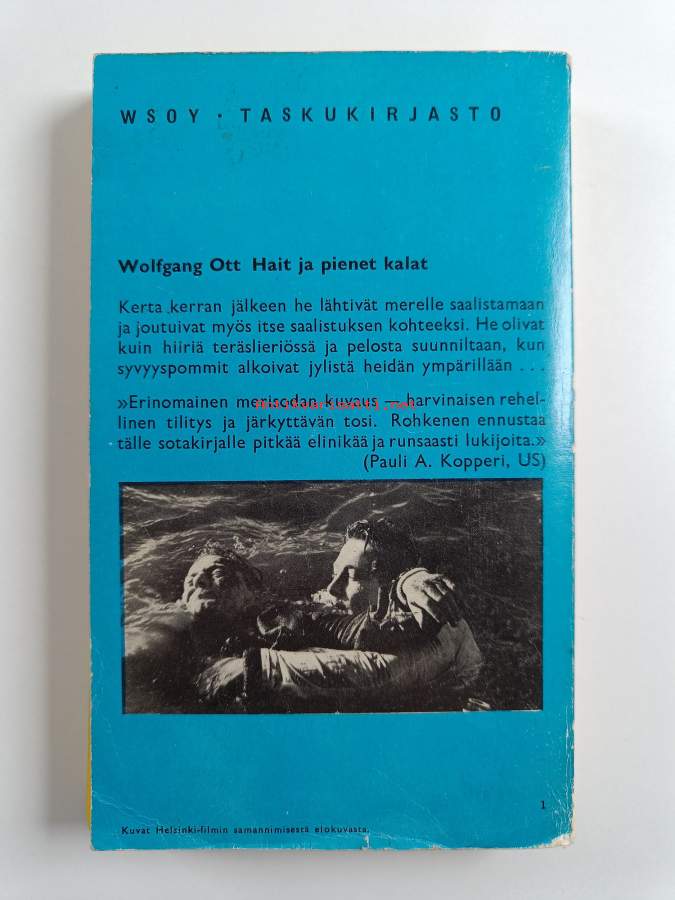 WSOY · TASKUKIRJASTO
Wolfgang Ott Hait ja pienet kalat
Kerta kerran jälkeen he lähtivät merelle saalistamaan
ja joutuivat myös itse saalistuksen kohteeksi. He olivat
kuin hiiriä teräslieriössä ja pelosta suunniltaan, kun
syvyyspommit alkoivat jylistä heidän ympärillään . . .
»Erinomainen merisodan kuvaus — harvinaisen rehel-
linen tilitys ja järkyttävän tosi. Rohkenen ennustaa
tälle sotakirjalle pitkää elinikää ja runsaasti lukijoita.»
(Pauli A. Kopperi, US)
1
Kuvat Helsinki-filmin samannimisestä elokuvasta.